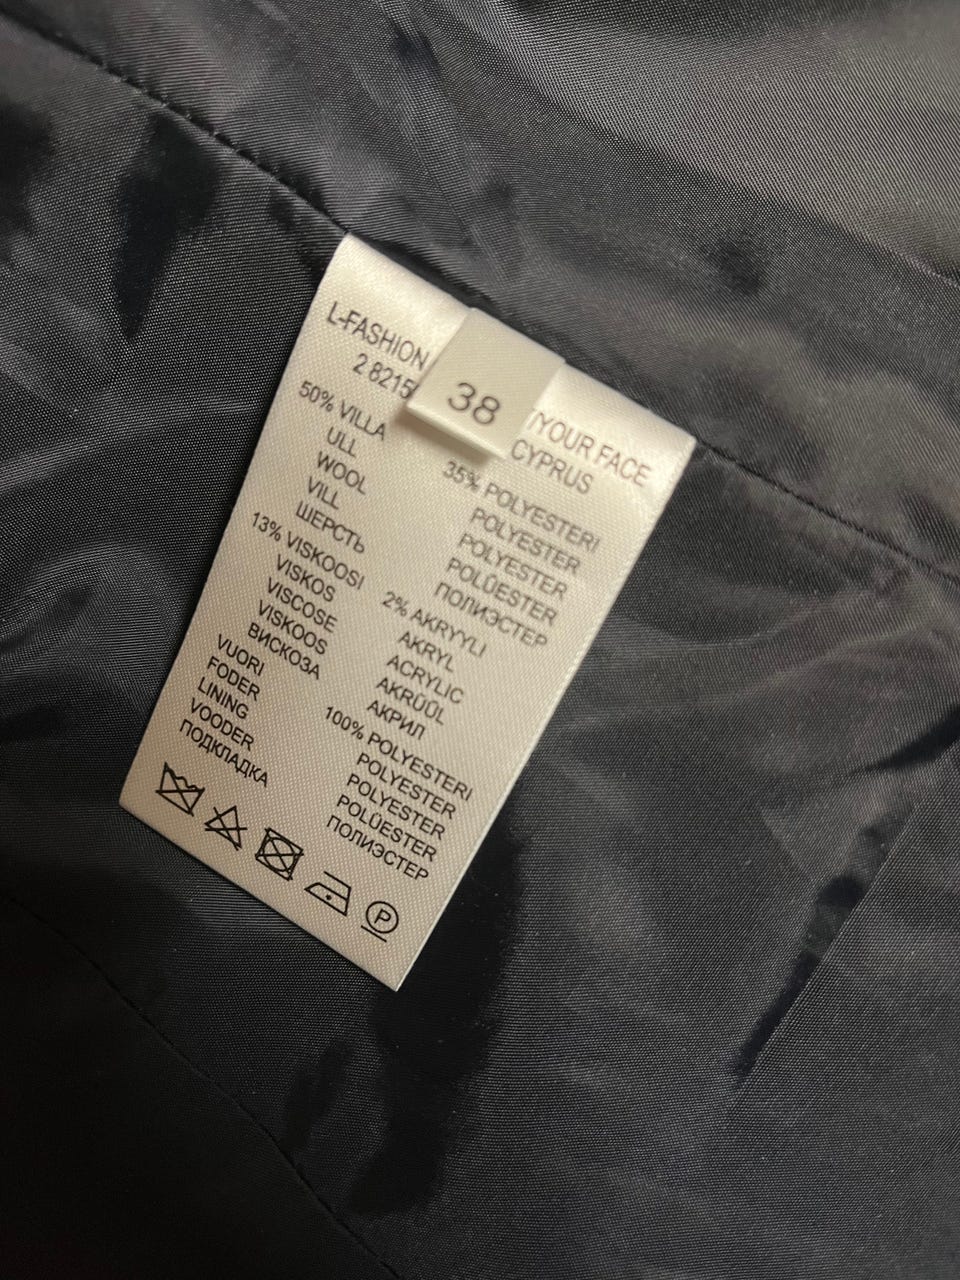 L-FASHION
/YOUR FACE
2 8215
CYPRUS
38
50% VILLA
ULL
WOOL
VILL
ШЕРСТЬ
35% POLYESTERI
POLYESTER
POLYESTER
POLÜESTER
ПОЛИЭСТЕР
13% VISKOOSI
VISKOS
VISCOSE
VISKOOS
ВИСКОЗА
2% AKRYYLI
AKRYL
ACRYLIC
AKRÜÜL
АКРИЛ
VUORI
FODER
LINING
VOODER
ПОДКЛАДКА
100% POLYESTERI
POLYESTER
POLYESTER
POLÜESTER
ПОЛИЭСТЕР
P